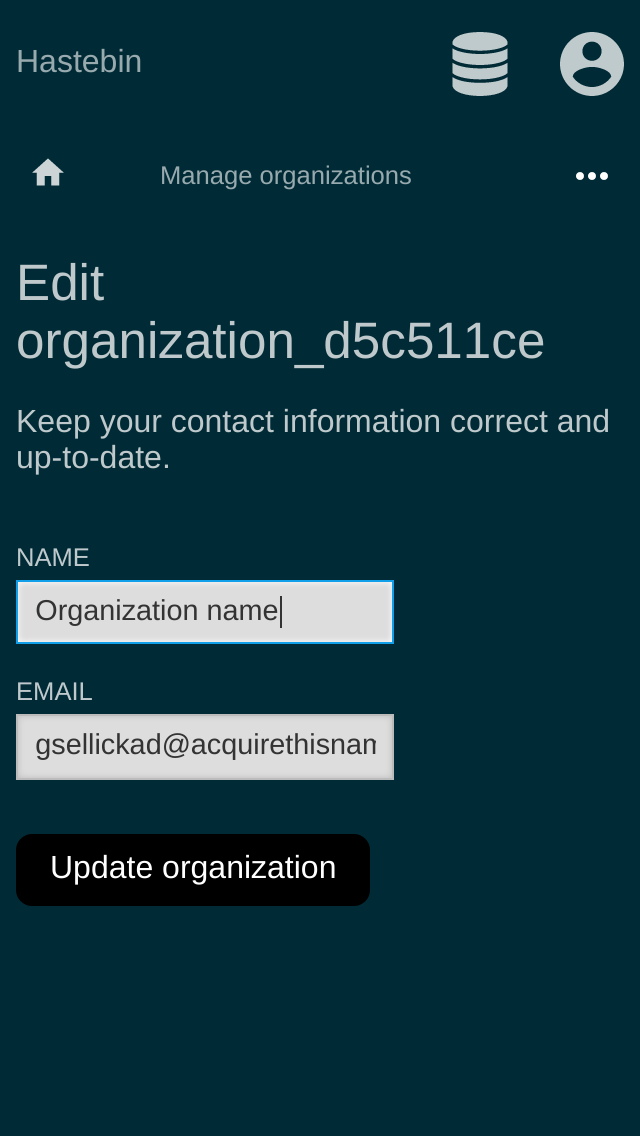 Hastebin
Manage organizations
Edit
organization_d5c511ce
Keep your contact information correct and
up-to-date.
NAME
Organization name
EMAIL
gsellickad@acquirethisnam
Update organization